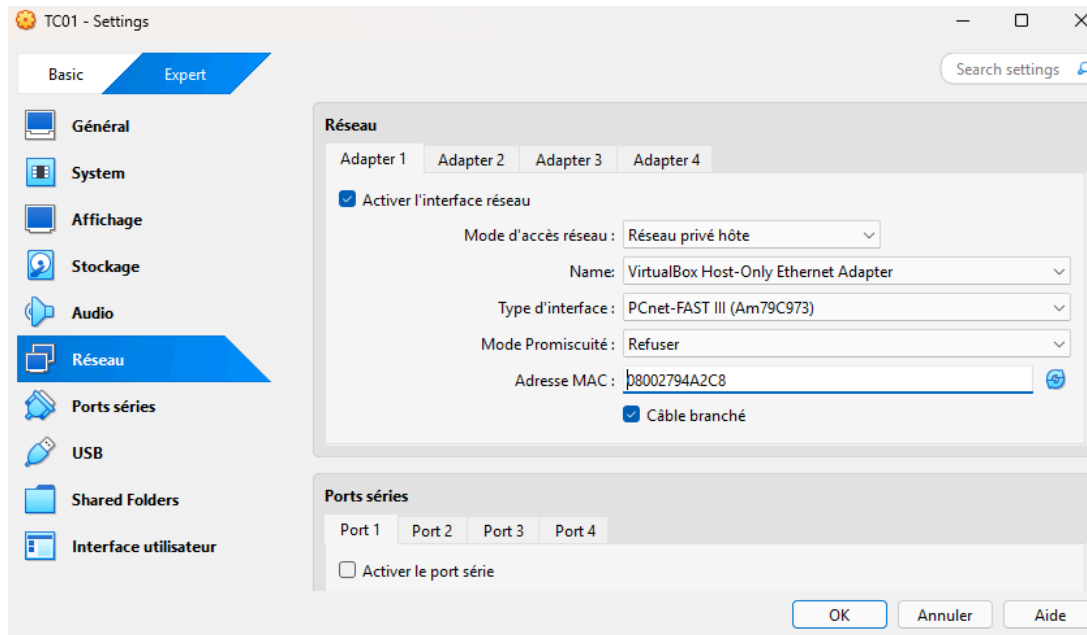 TC01 - Settings
Basic
Expert
Search settings
Général
System
Affichage
Stockage
Audio
Réseau
Ports séries
USB
Shared Folders
Interface utilisateur
Réseau
Adapter 1 Adapter 2 Adapter 3 Adapter 4
Activer l'interface réseau
Mode d'accès réseau : Réseau privé hôte
Name: VirtualBox Host-Only Ethernet Adapter
Type d'interface : PCnet-FAST III (Am79C973)
Mode Promiscuité : Refuser
Adresse MAC : 08002794A2C8
Câble branché
Ports séries
Port 1 Port 2 Port 3 Port 4
Activer le port série
OK Annuler Aide